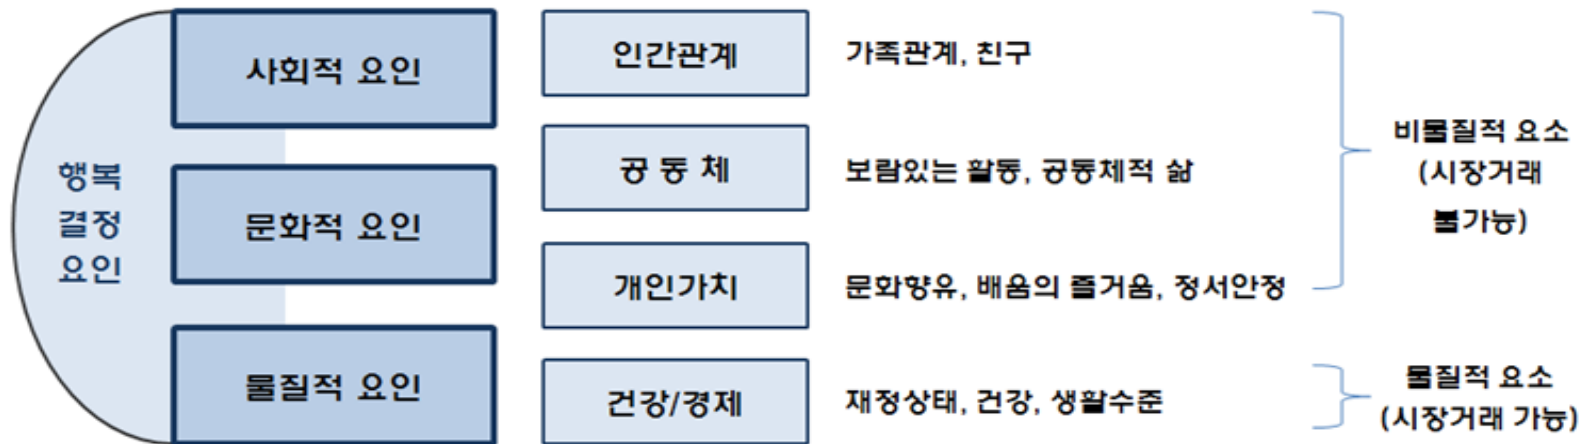 행복
결정
요인
사회적 요인
문화적 요인
물질적 요인
인간관계
가족관계, 친구
공 동 체
보람있는 활동, 공동체적 삶
개인가치
문화향유, 배움의 즐거움, 정서안정
건강/경제
재정상태, 건강, 생활수준
비물질적 요소
(시장거래
불가능)
물질적 요소
(시장거래 가능)